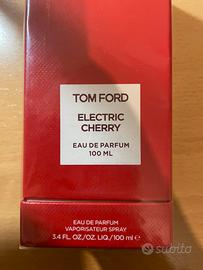 TOM FORD
ELECTRIC
CHERRY
EAU DE PARFUM
100 ML
EAU DE PARFUM
VAPORISATEUR SPRAY
3.4 FL. OZ./OZ. LIQ./100 ml ℮
subito